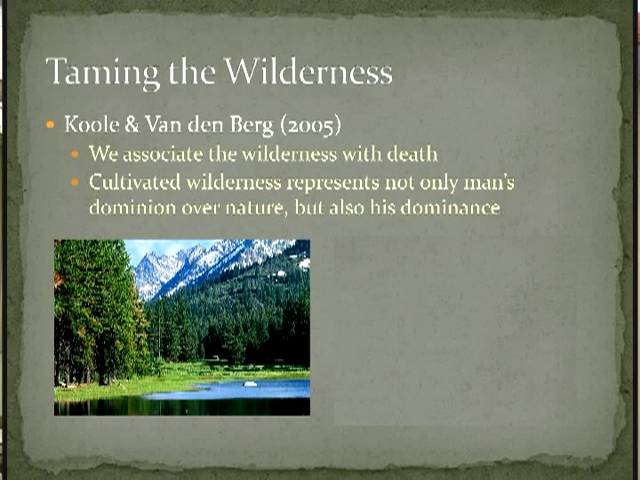 Taming the Wilderness
Koole & Van den Berg (2005)
We associate the wilderness with death
Cultivated wilderness represents not only man's
dominion over nature, but also his dominance